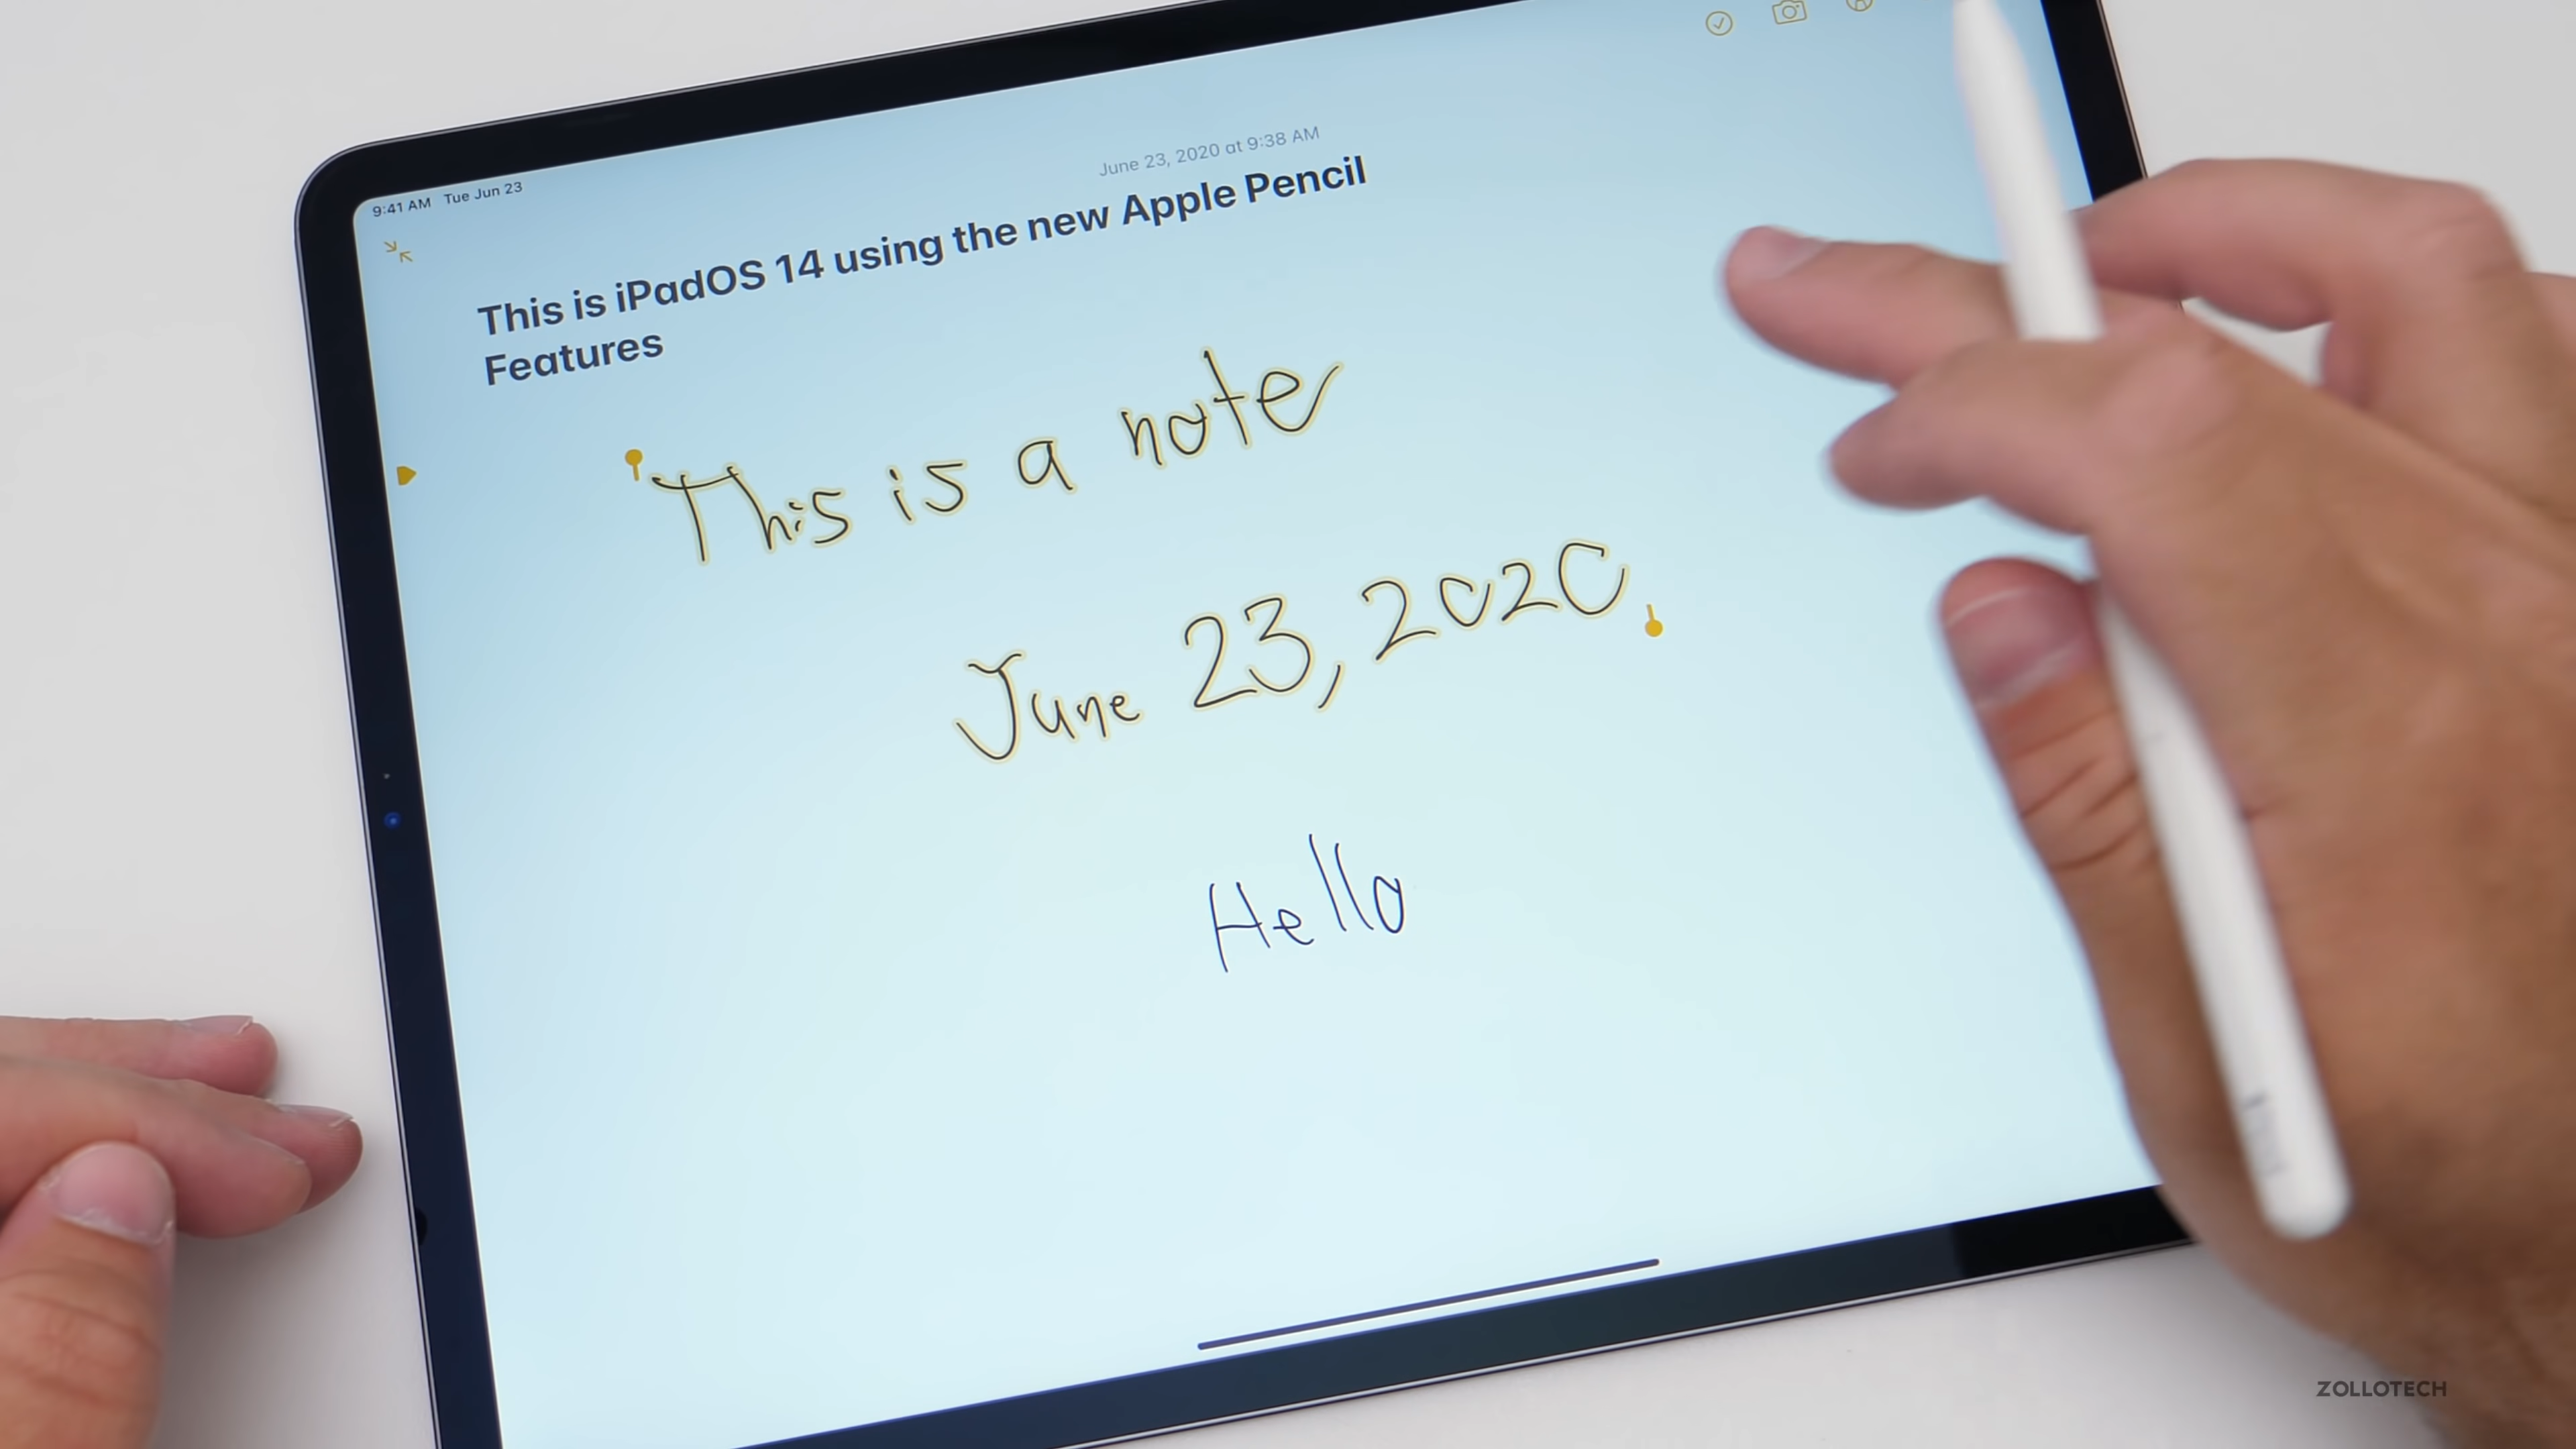 9:41 AM Tue Jun 23
June 23, 2020 at 9:38 AM
This is iPadOS 14 using the new Apple Pencil
Features
This is a note
June 23, 2020
Hello
ZOLLOTECH